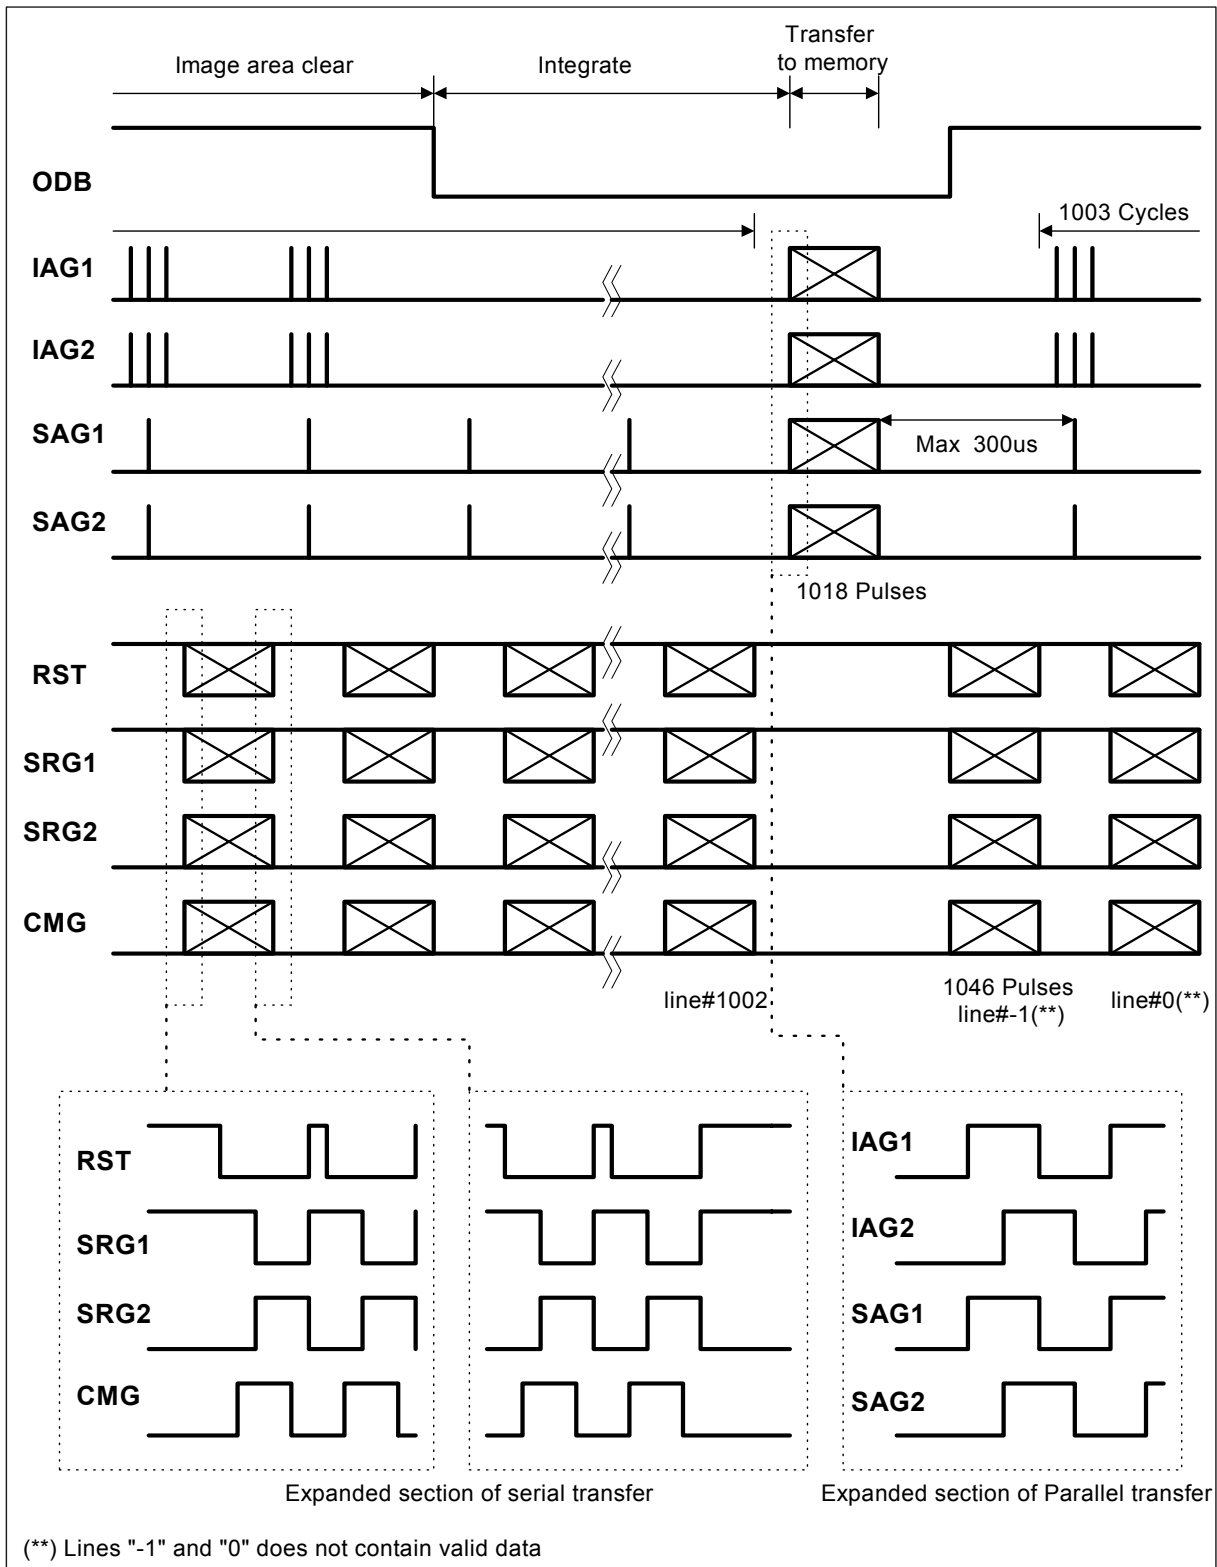 Transfer
to memory
Image area clear
Integrate
ODB
1003 Cycles
IAG1
IAG2
SAG1
Max 300us
SAG2
1018 Pulses
RST
SRG1
SRG2
CMG
line#1002
1046 Pulses
line#-1(**)
line#0(**)
RST
SRG1
SRG2
CMG
IAG1
IAG2
SAG1
SAG2
Expanded section of serial transfer
Expanded section of Parallel transfer
(**) Lines "-1" and "0" does not contain valid data